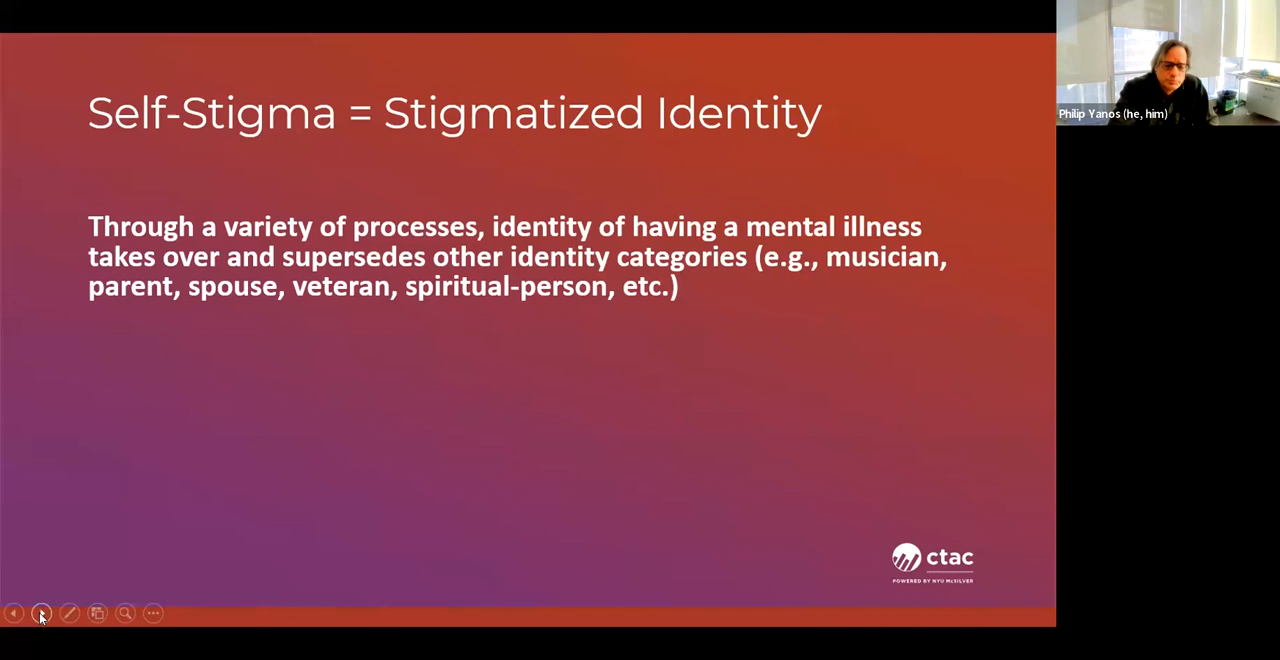 Self-Stigma = Stigmatized Identity
Through a variety of processes, identity of having a mental illness
takes over and supersedes other identity categories (e.g., musician,
parent, spouse, veteran, spiritual-person, etc.)
ctac
POWERED BY NYU McSILVER
Philip Yanos (he, him)